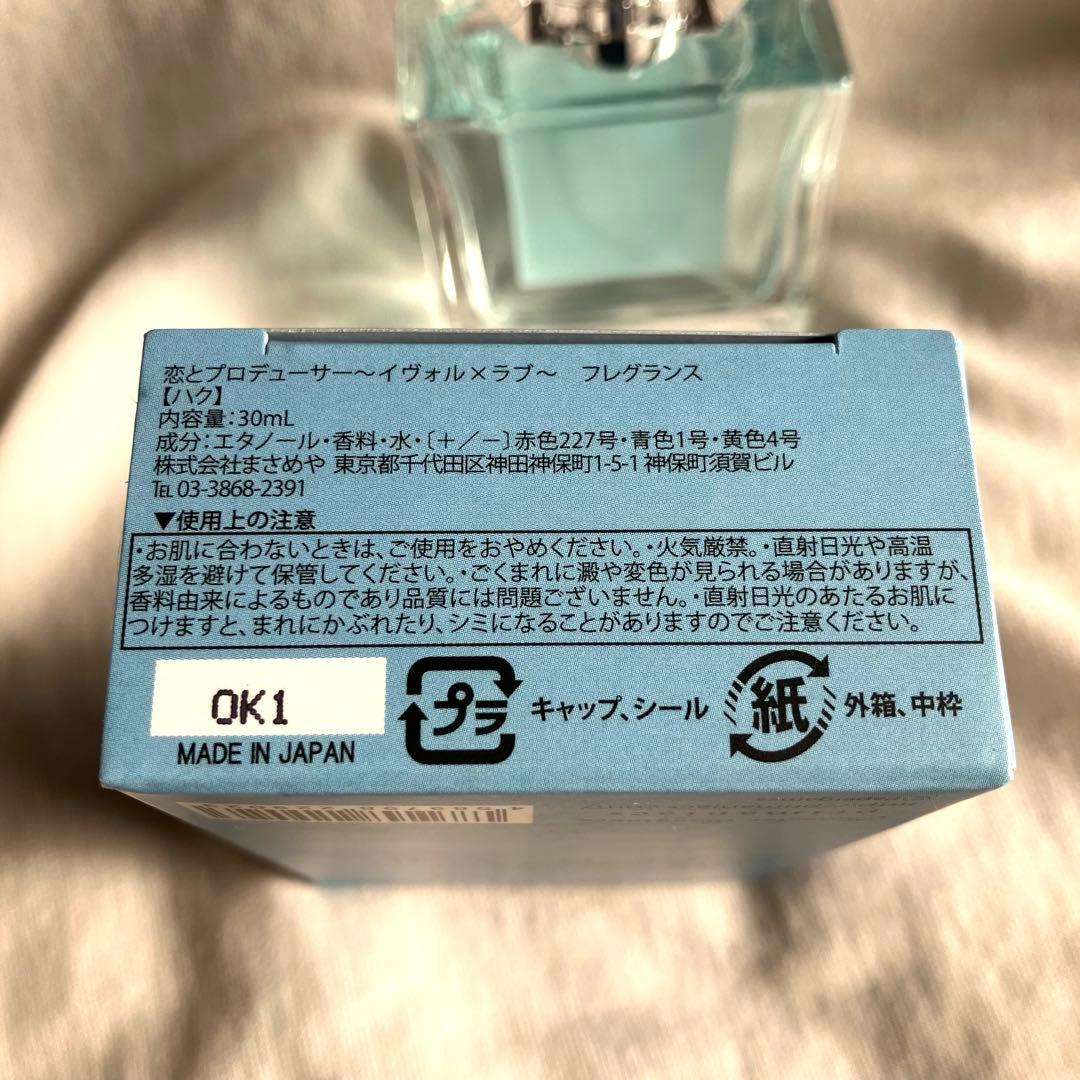 恋とプロデューサー～イヴォル×ラブ～　フレグランス
【ハク】
内容量：30mL
成分：エタノール・香料・水・〔＋／－〕赤色227号・青色1号・黄色4号
株式会社まさめや 東京都千代田区神田神保町1-5-1 神保町須賀ビル
TEL 03-3868-2391
▼使用上の注意
・お肌に合わないときは、ご使用をおやめください。・火気厳禁。・直射日光や高温
多湿を避けて保管してください。・ごくまれに澱や変色が見られる場合がありますが、
香料由来によるものであり品質には問題ございません。・直射日光のあたるお肌に
つけますと、まれにかぶれたり、シミになることがありますのでご注意ください。
OK1
MADE IN JAPAN
プラ
キャップ、シール
紙
外箱、中枠